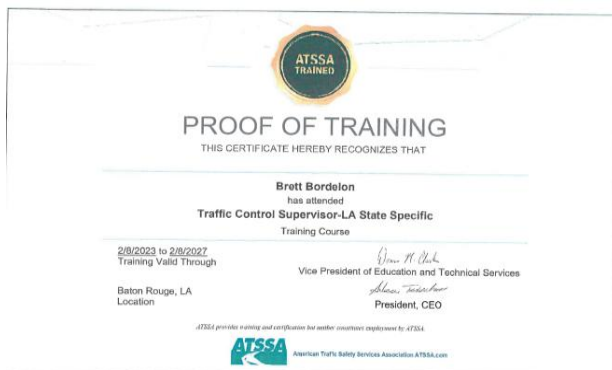 ATSSA
TRAINED
PROOF OF TRAINING
THIS CERTIFICATE HEREBY RECOGNIZES THAT
Brett Bordelon
has attended
Traffic Control Supervisor-LA State Specific
Training Course
2/8/2023 to 2/8/2027
Training Valid Through
Vice President of Education and Technical Services
Baton Rouge, LA
Location
President, CEO
ATSSA provides training and certification but neither constitutes employment by ATSSA.
ATSSA
American Traffic Safety Services Association ATSSA.com